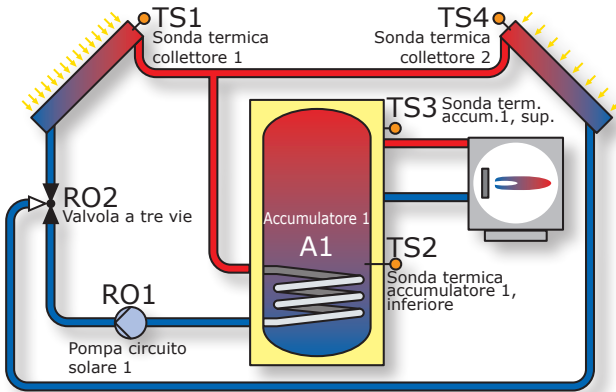 TS1
Sonda termica
collettore 1
TS4
Sonda termica
collettore 2
TS3
Sonda term.
accum.1, sup.
RO2
Valvola a tre vie
Accumulatore 1
A1
TS2
Sonda termica
accumulatore 1,
inferiore
RO1
Pompa circuito
solare 1